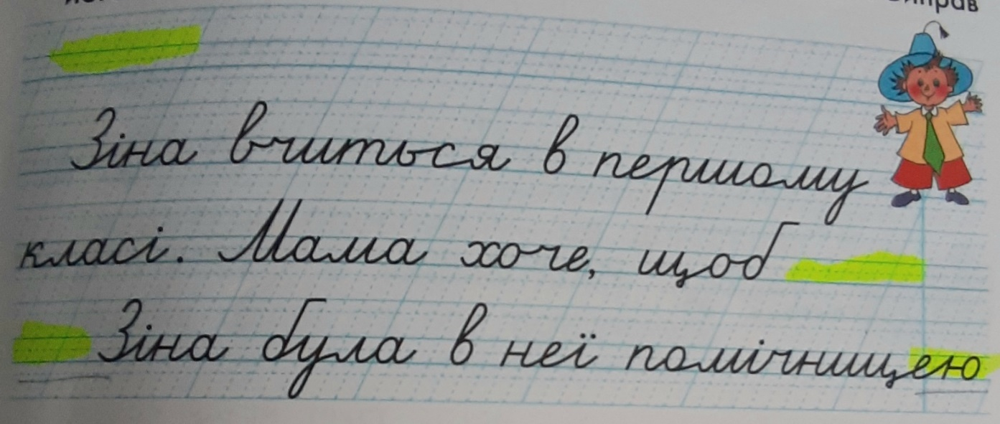 Зіна вчиться в першому
класі. Мама хоче, щоб
Зіна була в неї помічницею